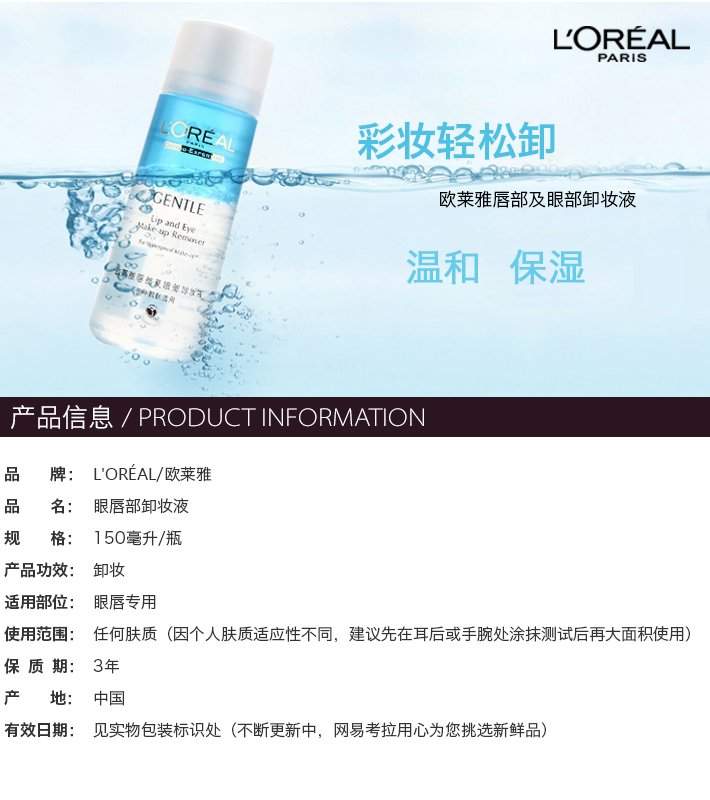 L'ORÉAL
PARIS
彩妆轻松卸
欧莱雅唇部及眼部卸妆液
温和 保湿
L'ORÉAL
PARIS
GENTLE
Lip and Eye
Make-up Remover
For Waterproof Make-up*
产品信息 / PRODUCT INFORMATION
品 牌： L'ORÉAL/欧莱雅
品 名： 眼唇部卸妆液
规 格： 150毫升/瓶
产品功效： 卸妆
适用部位： 眼唇专用
使用范围： 任何肤质（因个人肤质适应性不同，建议先在耳后或手腕处涂抹测试后再大面积使用）
保 质 期： 3年
产 地： 中国
有效日期： 见实物包装标识处（不断更新中，网易考拉用心为您挑选新鲜品）